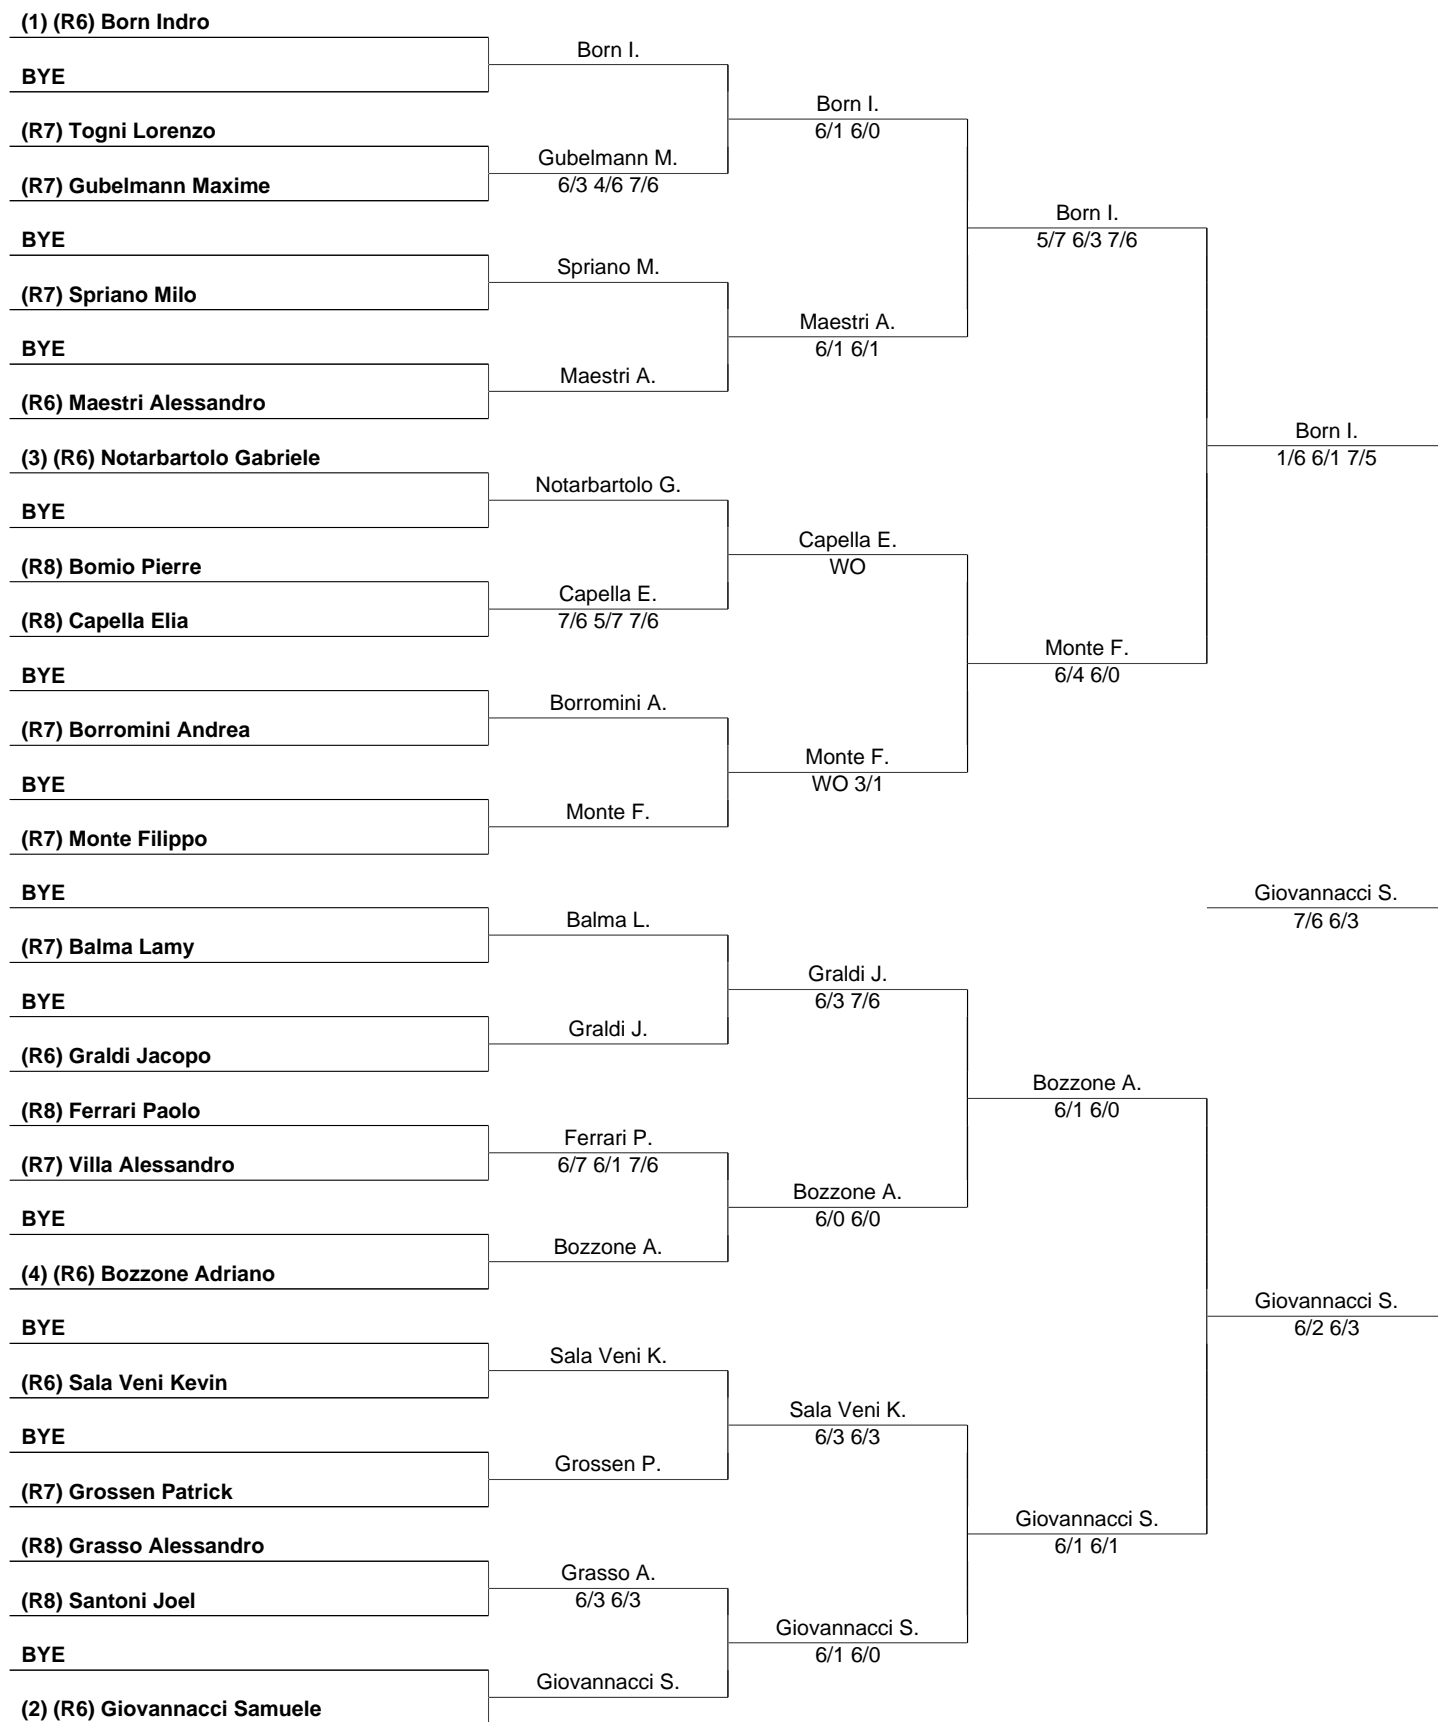 (1) (R6) Born Indro
Born I.
BYE
Born I.
6/1 6/0
(R7) Togni Lorenzo
Gubelmann M.
6/3 4/6 7/6
(R7) Gubelmann Maxime
Born I.
5/7 6/3 7/6
BYE
Spriano M.
(R7) Spriano Milo
Maestri A.
6/1 6/1
BYE
Maestri A.
(R6) Maestri Alessandro
Born I.
1/6 6/1 7/5
(3) (R6) Notarbartolo Gabriele
Notarbartolo G.
BYE
Capella E.
WO
(R8) Bomio Pierre
Capella E.
7/6 5/7 7/6
(R8) Capella Elia
Monte F.
6/4 6/0
BYE
Borromini A.
(R7) Borromini Andrea
Monte F.
WO 3/1
BYE
Monte F.
(R7) Monte Filippo
BYE
Giovannacci S.
7/6 6/3
Balma L.
(R7) Balma Lamy
Graldi J.
6/3 7/6
BYE
Graldi J.
(R6) Graldi Jacopo
Bozzone A.
6/1 6/0
(R8) Ferrari Paolo
Ferrari P.
6/7 6/1 7/6
(R7) Villa Alessandro
Bozzone A.
6/0 6/0
BYE
Bozzone A.
(4) (R6) Bozzone Adriano
Giovannacci S.
6/2 6/3
BYE
Sala Veni K.
(R6) Sala Veni Kevin
Sala Veni K.
6/3 6/3
BYE
Grossen P.
(R7) Grossen Patrick
Giovannacci S.
6/1 6/1
(R8) Grasso Alessandro
Grasso A.
6/3 6/3
(R8) Santoni Joel
Giovannacci S.
6/1 6/0
BYE
Giovannacci S.
(2) (R6) Giovannacci Samuele